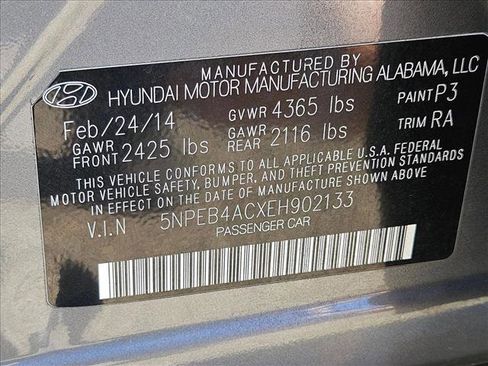 MANUFACTURED BY
HYUNDAI MOTOR MANUFACTURING ALABAMA, LLC
Feb/24/14 GVWR 4365 lbs PAINT P3
GAWR FRONT 2425 lbs GAWR REAR 2116 lbs TRIM RA
THIS VEHICLE CONFORMS TO ALL APPLICABLE U.S.A FEDERAL
MOTOR VEHICLE SAFETY, BUMPER, AND THEFT PREVENTION STANDARDS
IN EFFECT ON THE DATE OF MANUFACTURE SHOWN ABOVE.
V.I.N 5NPEB4ACXEH902133
PASSENGER CAR